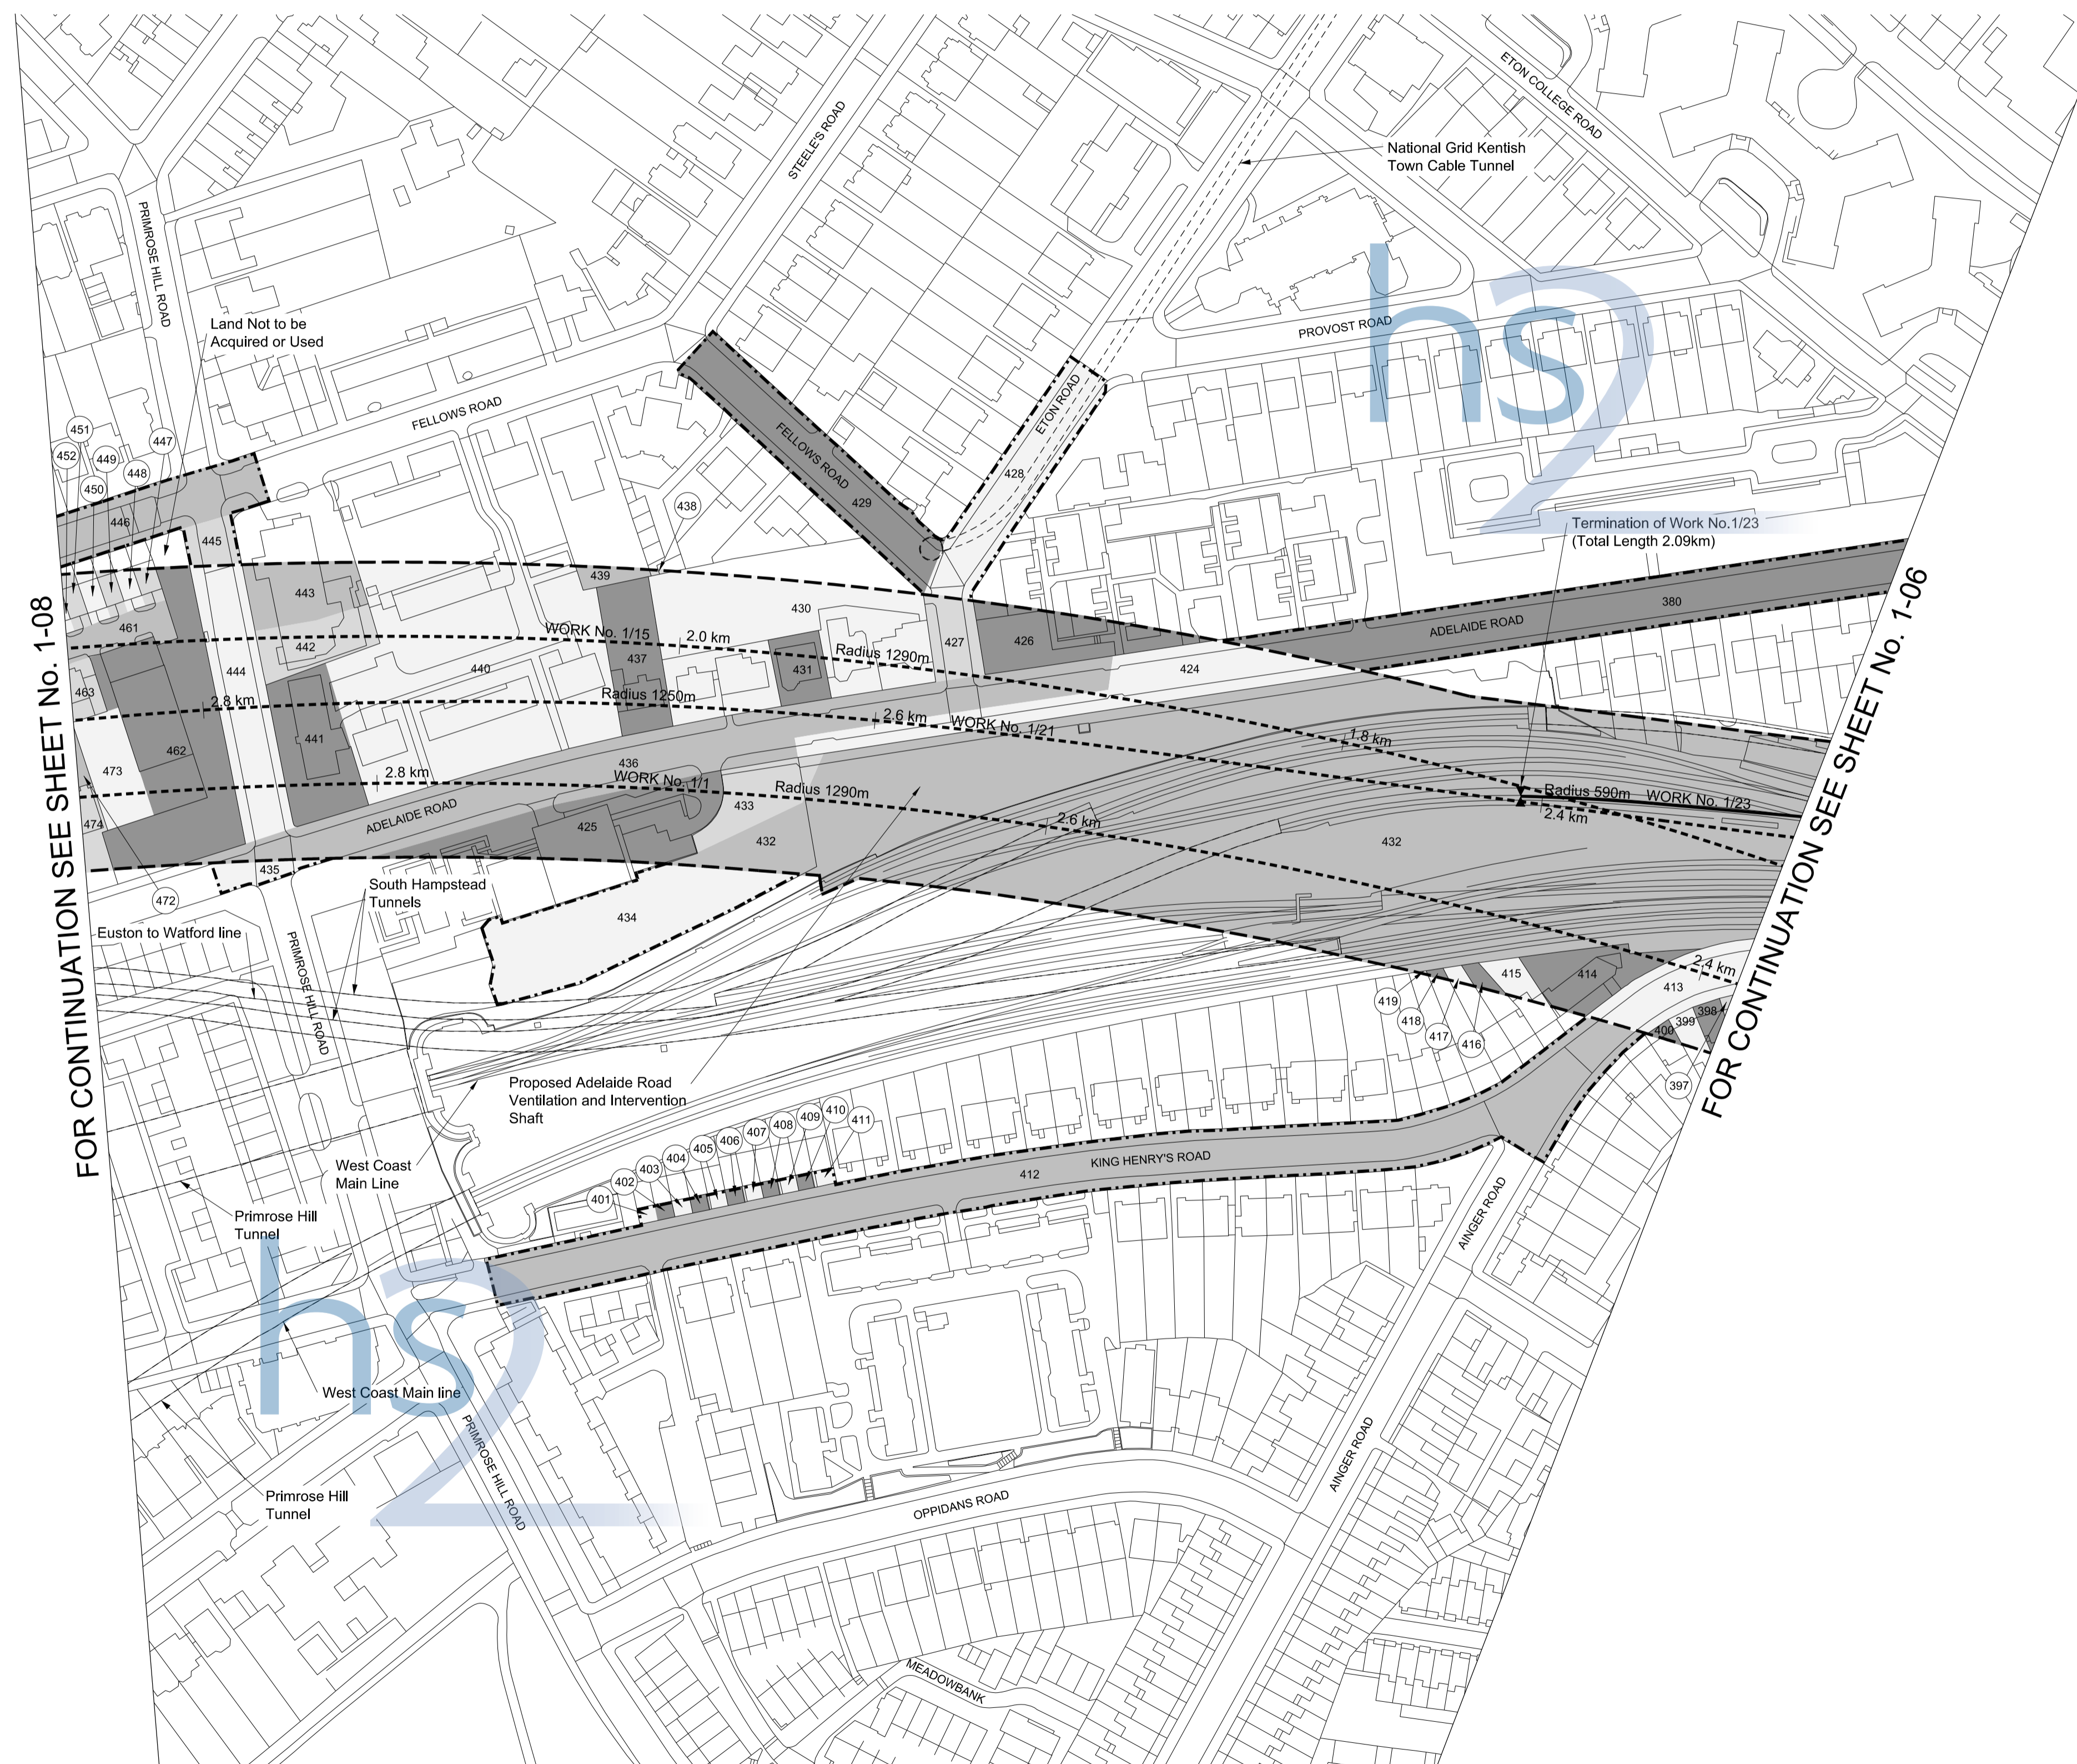 ETON COLLEGE ROAD
STEELE'S ROAD
National Grid Kentish
Town Cable Tunnel
PRIMROSE HILL ROAD
hs2
Land Not to be
Acquired or Used
PROVOST ROAD
FELLOWS ROAD
ETON ROAD
FELLOWS ROAD
451
452
449
447
448
450
446
445
428
429
438
Termination of Work No.1/23
(Total Length 2.09km)
443
439
430
380
ADELAIDE ROAD
461
WORK No. 1/15
2.0 km
Radius 1290m
427
426
442
444
440
437
431
424
463
2.8 km
Radius 1250m
2.6 km
WORK No. 1/21
1.8 km
441
462
473
436
2.8 km
WORK No. 1/1
Radius 1290m
433
Radius 590m
WORK No. 1/23
2.4 km
474
ADELAIDE ROAD
425
432
2.6 km
432
435
472
South Hampstead
Tunnels
434
Euston to Watford line
PRIMROSE HILL ROAD
2.4 km
415
414
413
419
418
417
416
400
399
398
397
FOR CONTINUATION SEE SHEET No. 1-08
FOR CONTINUATION SEE SHEET No. 1-06
Proposed Adelaide Road
Ventilation and Intervention
Shaft
West Coast
Main Line
401
402
403
404
405
406
407
408
409
410
411
412
KING HENRY'S ROAD
AINGER ROAD
Primrose Hill
Tunnel
hs2
West Coast Main line
PRIMROSE HILL ROAD
Primrose Hill
Tunnel
OPPIDANS ROAD
AINGER ROAD
MEADOWBANK